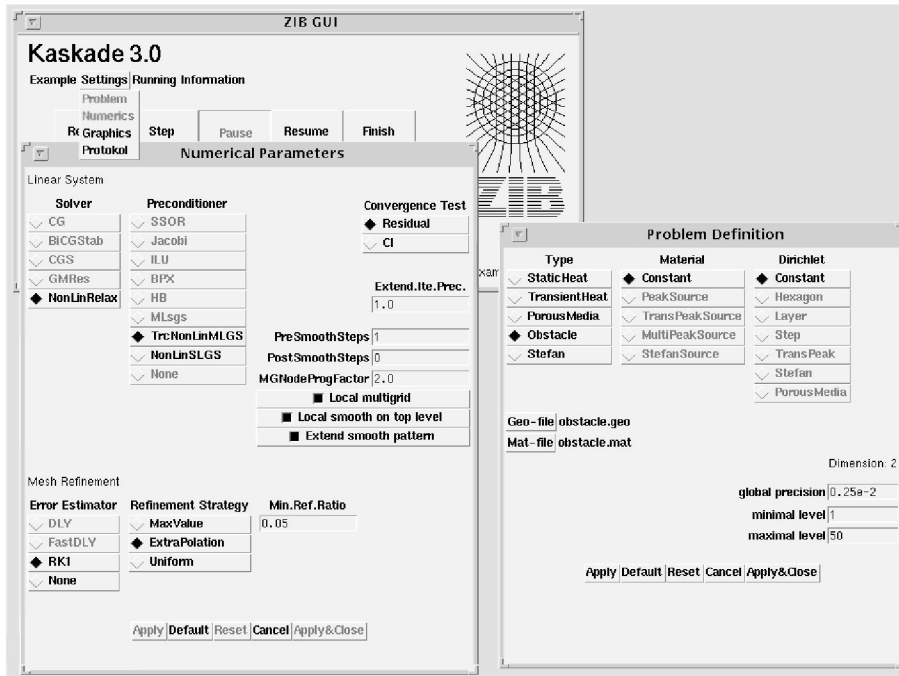 ZIB GUI
Kaskade 3.0
Example Settings Running Information
Problem
Numerics
Graphics
Protokol
Step Pause Resume Finish
ZIB
Numerical Parameters
Linear System
Solver Preconditioner Convergence Test
CG SSOR Residual
BiCGStab Jacobi CI
CGS ILU
GMRes BPX Extend.Ite.Prec.
NonLinRelax HB 1.0
MLsgs
TrcNonLinMLGS PreSmoothSteps 1
NonLinSLGS PostSmoothSteps 0
None MGNodeProgFactor 2.0
Local multigrid
Local smooth on top level
Extend smooth pattern
Mesh Refinement
Error Estimator Refinement Strategy Min.Ref.Ratio
DLY MaxValue 0.05
FastDLY ExtraPolation
RK1 Uniform
None
Apply Default Reset Cancel Apply&Close
Problem Definition
Type Material Dirichlet
StaticHeat Constant Constant
TransientHeat PeakSource Hexagon
PorousMedia TransPeakSource Layer
Obstacle MultiPeakSource Step
Stefan StefanSource TransPeak
Stefan
PorousMedia
Geo-file obstacle.geo
Mat-file obstacle.mat
Dimension: 2
global precision 0.25e-2
minimal level 1
maximal level 50
Apply Default Reset Cancel Apply&Close